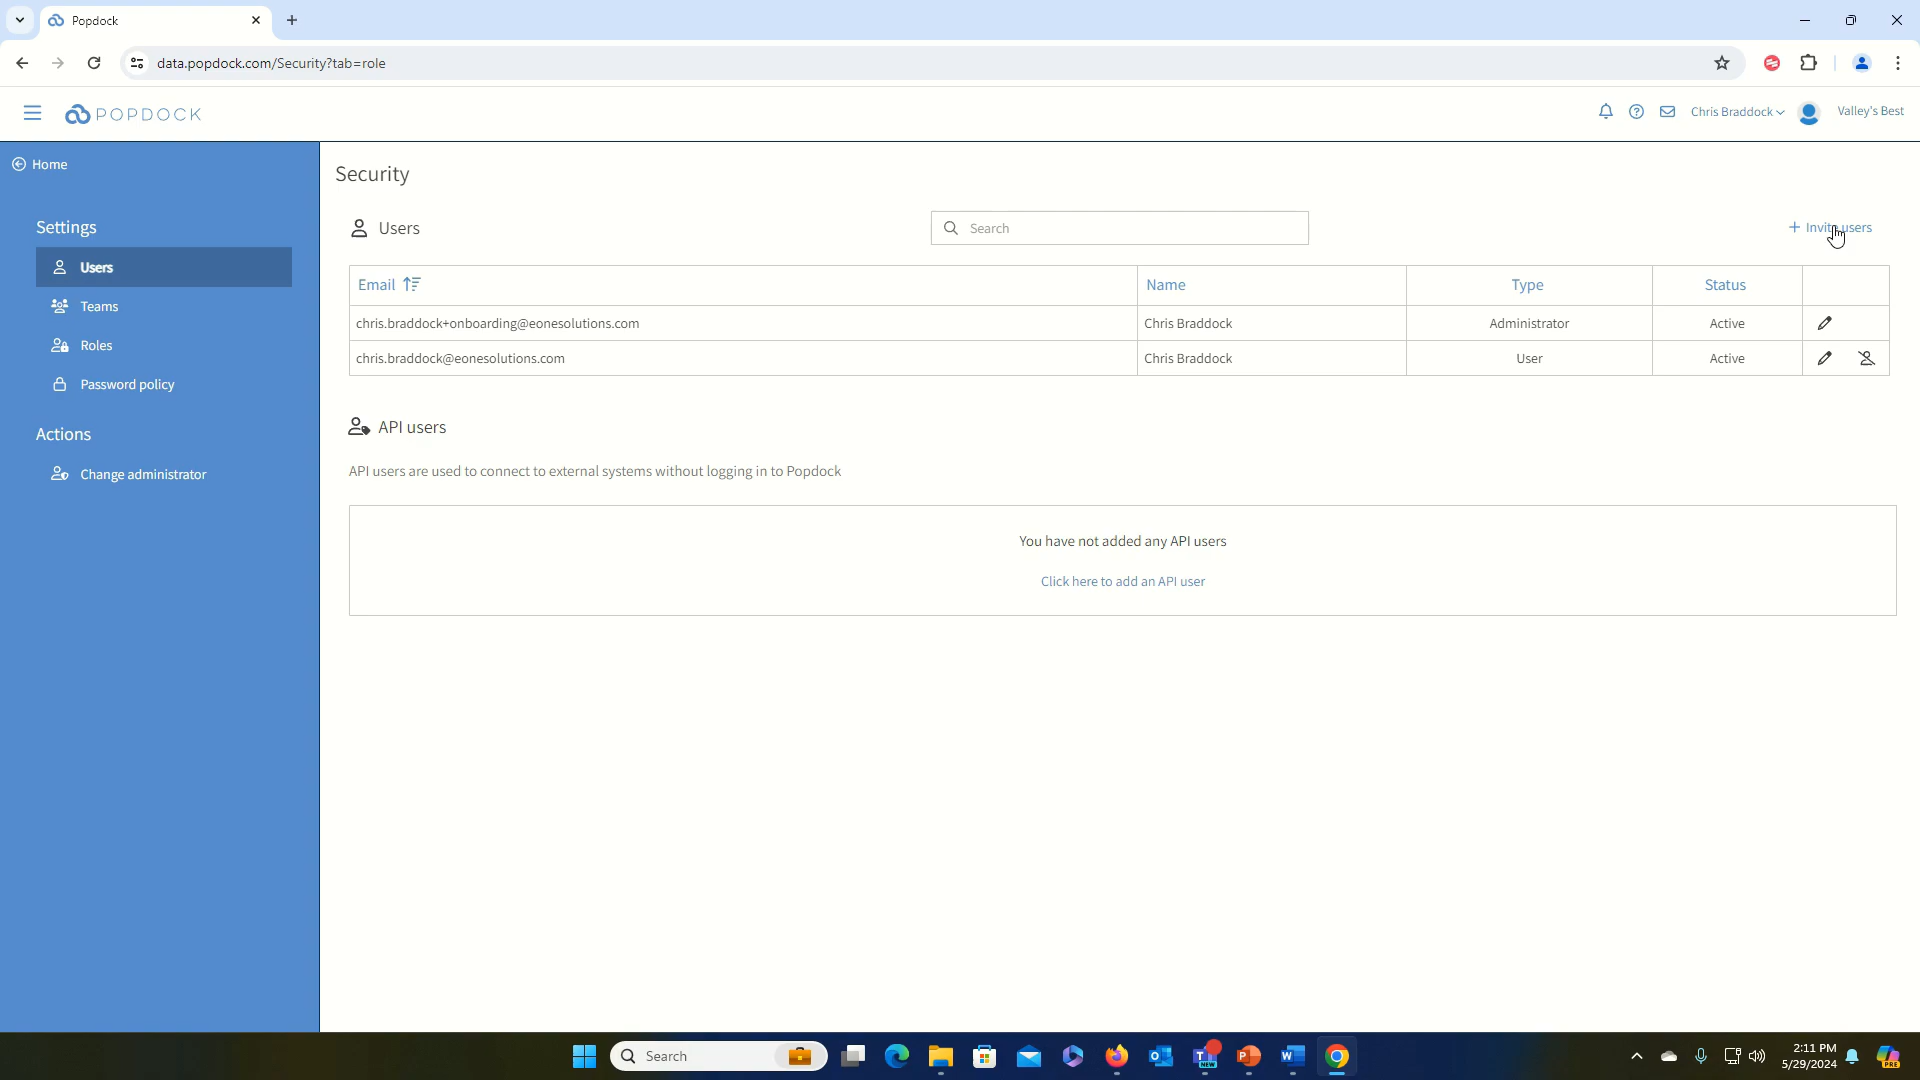 Popdock
data.popdock.com/Security?tab=role
POPDOCK
Chris Braddock
Valley's Best
Home
Security
Settings
Users
Search
+ Invite users
Users
Teams
Roles
Password policy
Actions
Change administrator
Email
Name
Type
Status
chris.braddock+onboarding@eonesolutions.com
Chris Braddock
Administrator
Active
chris.braddock@eonesolutions.com
Chris Braddock
User
Active
API users
API users are used to connect to external systems without logging in to Popdock
You have not added any API users
Click here to add an API user
Search
NEW
2:11 PM
5/29/2024
PRE